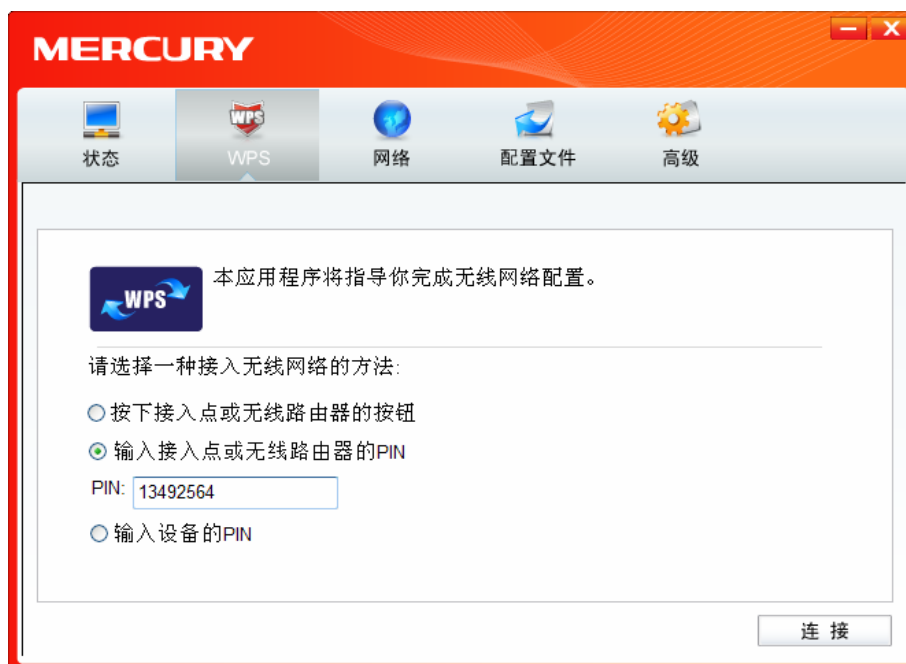 MERCURY
状态 WPS 网络 配置文件 高级
WPS 本应用程序将指导你完成无线网络配置。
请选择一种接入无线网络的方法:
按下接入点或无线路由器的按钮
输入接入点或无线路由器的PIN
PIN: 13492564
输入设备的PIN
连 接